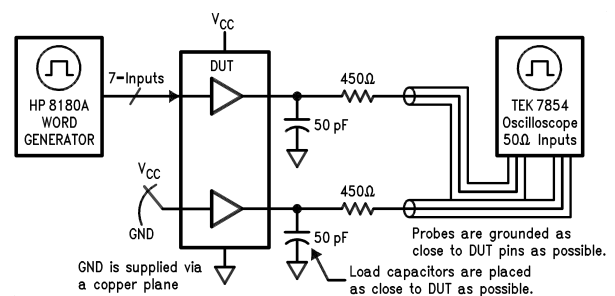 VCC
DUT
7-Inputs
HP 8180A
WORD
GENERATOR
450Ω
50 pF
TEK 7854
Oscilloscope
50Ω Inputs
VCC
GND
450Ω
50 pF
GND is supplied via
a copper plane
Probes are grounded as
close to DUT pins as possible.
Load capacitors are placed
as close to DUT as possible.